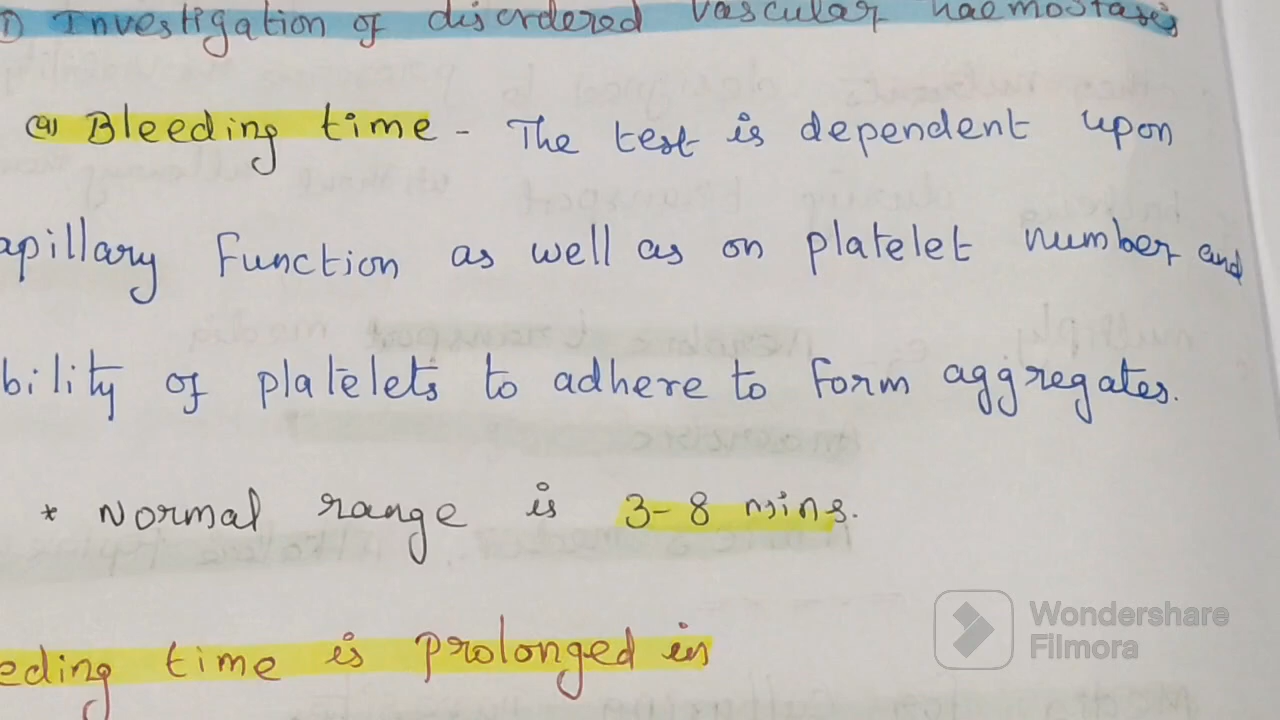 1) Investigation of disordered vascular haemostasis
(a) Bleeding time - The test is dependent upon
apillary function as well as on platelet number and
bility of platelets to adhere to form aggregates.
* Normal range is 3-8 mins.
eding time is prolonged in
Wondershare
Filmora